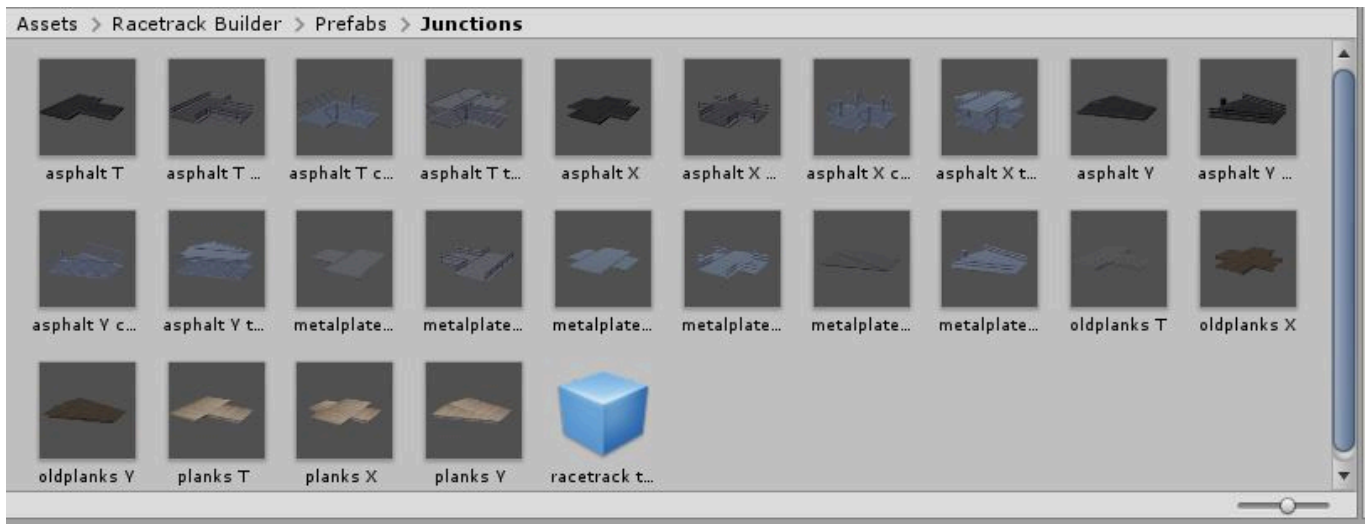 Assets > Racetrack Builder > Prefabs > Junctions
asphalt T asphalt T ... asphalt T c... asphalt T t... asphalt X asphalt X ... asphalt X c... asphalt X t... asphalt Y asphalt Y ...
asphalt Y c... asphalt Y t... metalplate... metalplate... metalplate... metalplate... metalplate... metalplate... oldplanks T oldplanks X
oldplanks Y planks T planks X planks Y racetrack t...